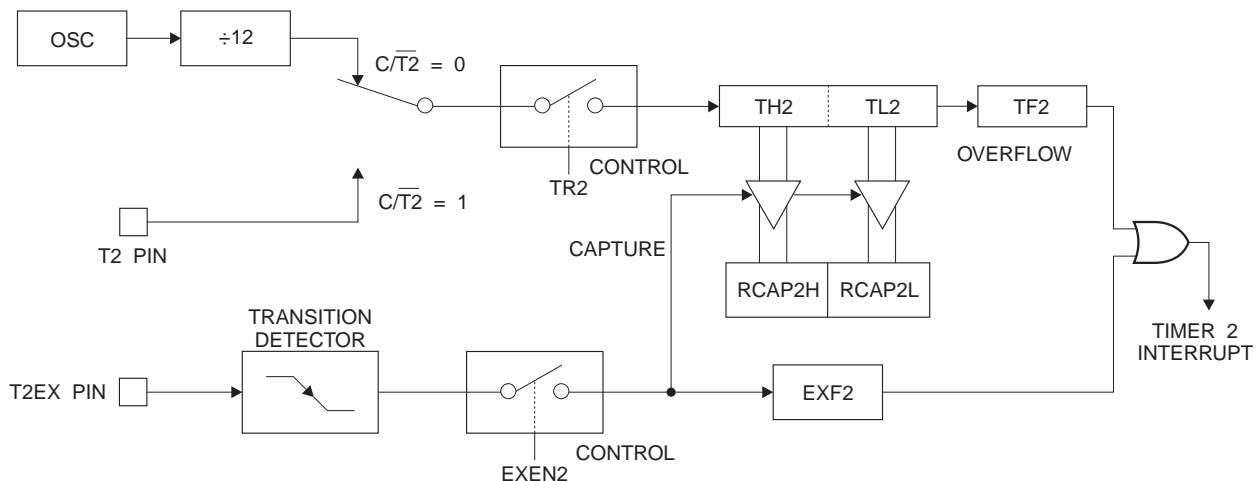 OSC
÷12
C/T2̅ = 0
TH2
TL2
TF2
CONTROL
OVERFLOW
TR2
C/T2̅ = 1
T2 PIN
CAPTURE
RCAP2H
RCAP2L
TRANSITION
DETECTOR
TIMER 2
INTERRUPT
T2EX PIN
EXF2
CONTROL
EXEN2